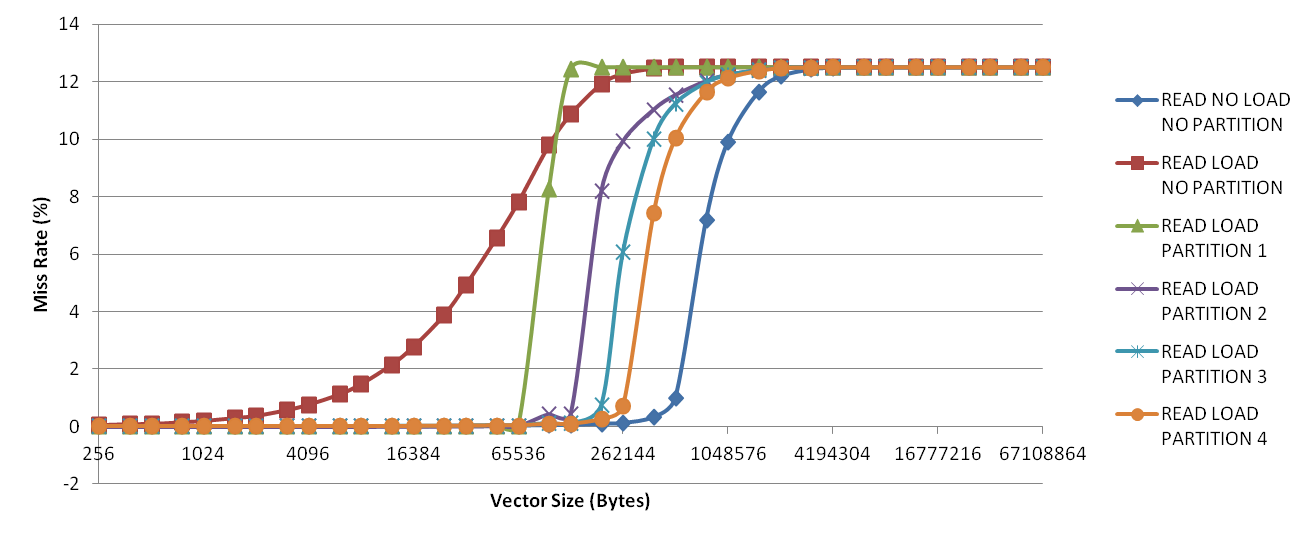 14
12
10
8
6
4
2
0
-2
Miss Rate (%)
256 1024 4096 16384 65536 262144 1048576 4194304 16777216 67108864
Vector Size (Bytes)
READ NO LOAD
NO PARTITION
READ LOAD
NO PARTITION
READ LOAD
PARTITION 1
READ LOAD
PARTITION 2
READ LOAD
PARTITION 3
READ LOAD
PARTITION 4